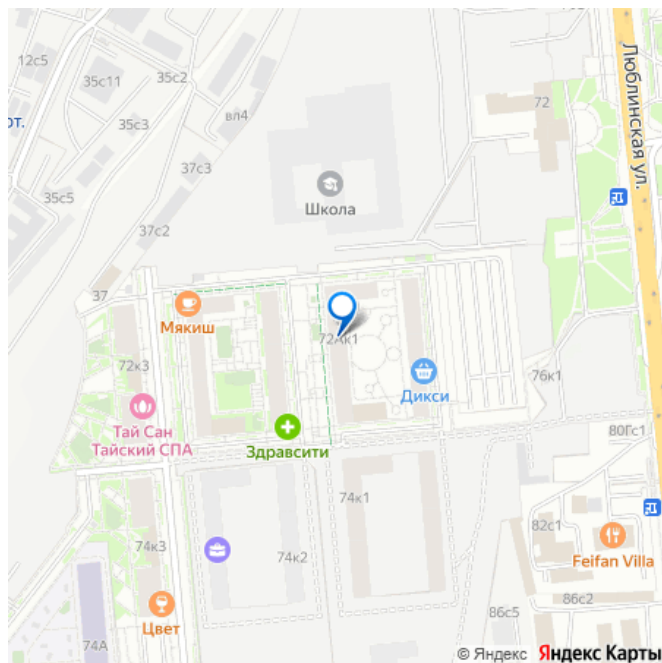 12с5
35с11
35с2
72
Люблинская ул.
от.
35с3
вл4
37с3
35с5
Школа
37с2
37
Мякиш
72Ак1
72к3
76к1
Дикси
Тай Сан
Тайский СПА
Здравсити
80Гс1
74к1
82с1
74к3
74к2
Feifan Villa
86с2
86с5
Цвет
74А
© Яндекс Яндекс Карты